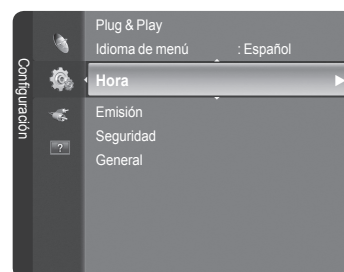 Configuración
Plug & Play
Idioma de menú : Español
Hora
Emisión
Seguridad
General
?